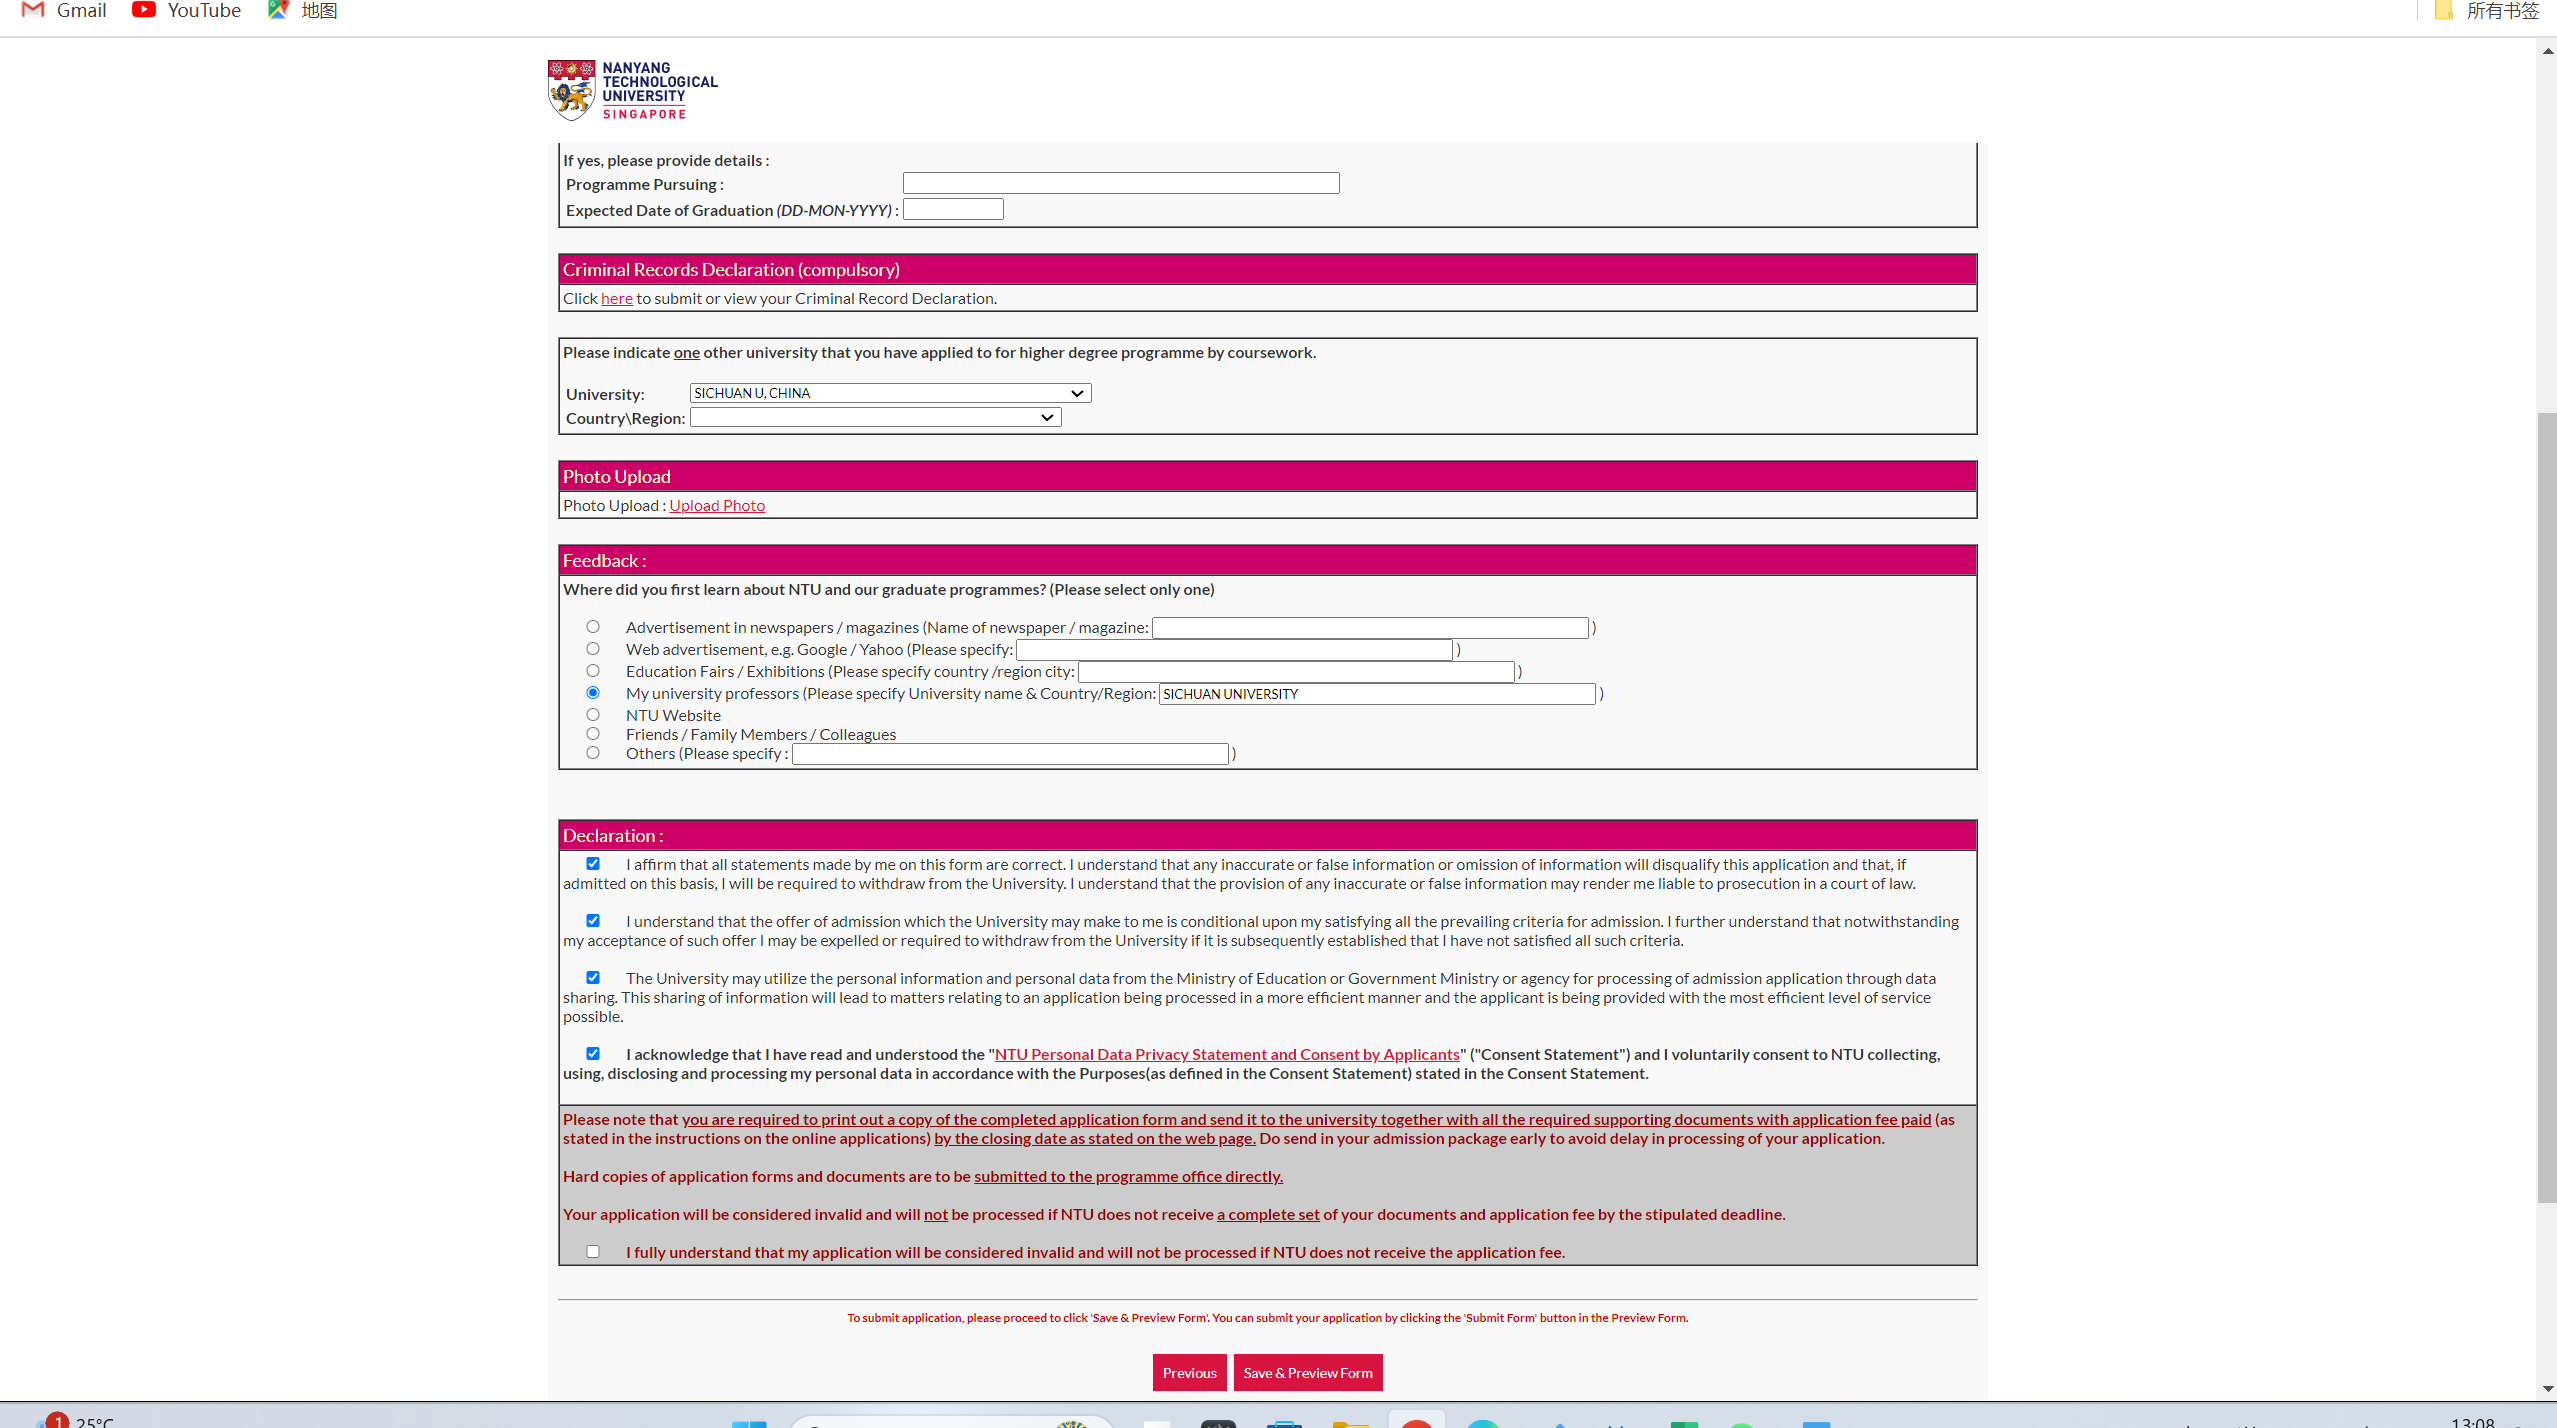 Gmail YouTube 地图 所有书签
NANYANG
TECHNOLOGICAL
UNIVERSITY
SINGAPORE
If yes, please provide details :
Programme Pursuing :
Expected Date of Graduation (DD-MON-YYYY) :
Criminal Records Declaration (compulsory)
Click here to submit or view your Criminal Record Declaration.
Please indicate one other university that you have applied to for higher degree programme by coursework.
University: SICHUAN U, CHINA
Country\Region:
Photo Upload
Photo Upload : Upload Photo
Feedback :
Where did you first learn about NTU and our graduate programmes? (Please select only one)
Advertisement in newspapers / magazines (Name of newspaper / magazine: )
Web advertisement, e.g. Google / Yahoo (Please specify: )
Education Fairs / Exhibitions (Please specify country /region city: )
My university professors (Please specify University name & Country/Region: SICHUAN UNIVERSITY )
NTU Website
Friends / Family Members / Colleagues
Others (Please specify : )
Declaration :
I affirm that all statements made by me on this form are correct. I understand that any inaccurate or false information or omission of information will disqualify this application and that, if
admitted on this basis, I will be required to withdraw from the University. I understand that the provision of any inaccurate or false information may render me liable to prosecution in a court of law.
I understand that the offer of admission which the University may make to me is conditional upon my satisfying all the prevailing criteria for admission. I further understand that notwithstanding
my acceptance of such offer I may be expelled or required to withdraw from the University if it is subsequently established that I have not satisfied all such criteria.
The University may utilize the personal information and personal data from the Ministry of Education or Government Ministry or agency for processing of admission application through data
sharing. This sharing of information will lead to matters relating to an application being processed in a more efficient manner and the applicant is being provided with the most efficient level of service
possible.
I acknowledge that I have read and understood the "NTU Personal Data Privacy Statement and Consent by Applicants" ("Consent Statement") and I voluntarily consent to NTU collecting,
using, disclosing and processing my personal data in accordance with the Purposes(as defined in the Consent Statement) stated in the Consent Statement.
Please note that you are required to print out a copy of the completed application form and send it to the university together with all the required supporting documents with application fee paid (as
stated in the instructions on the online applications) by the closing date as stated on the web page. Do send in your admission package early to avoid delay in processing of your application.
Hard copies of application forms and documents are to be submitted to the programme office directly.
Your application will be considered invalid and will not be processed if NTU does not receive a complete set of your documents and application fee by the stipulated deadline.
I fully understand that my application will be considered invalid and will not be processed if NTU does not receive the application fee.
To submit application, please proceed to click 'Save & Preview Form'. You can submit your application by clicking the 'Submit Form' button in the Preview Form.
Previous Save & Preview Form
1 25°C 13:08